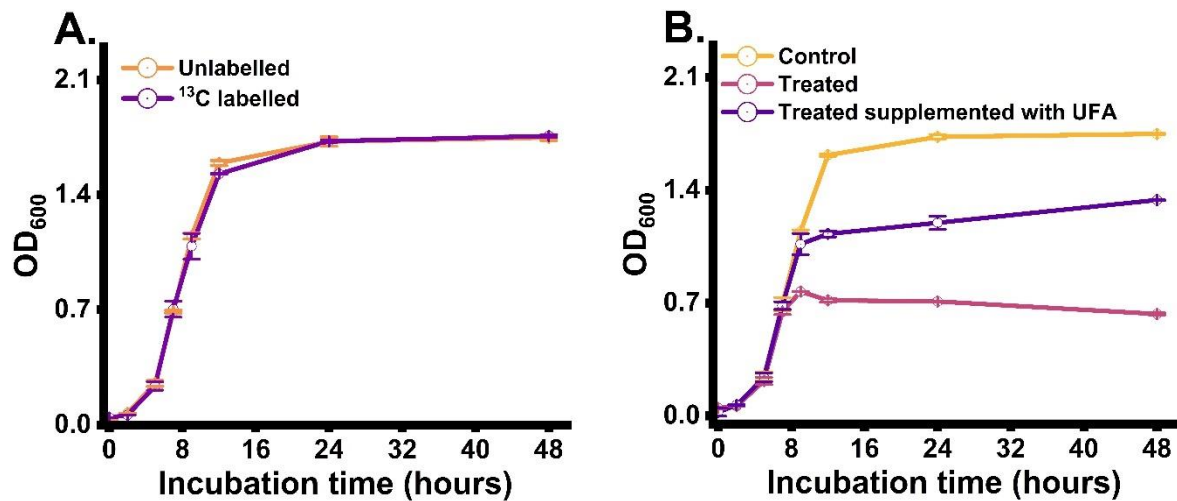 A.
Unlabelled
¹³C labelled
2.1
1.4
0.7
0.0
OD₆₀₀
0 8 16 24 32 40 48
Incubation time (hours)
B.
Control
Treated
Treated supplemented with UFA
2.1
1.4
0.7
0.0
OD₆₀₀
0 8 16 24 32 40 48
Incubation time (hours)